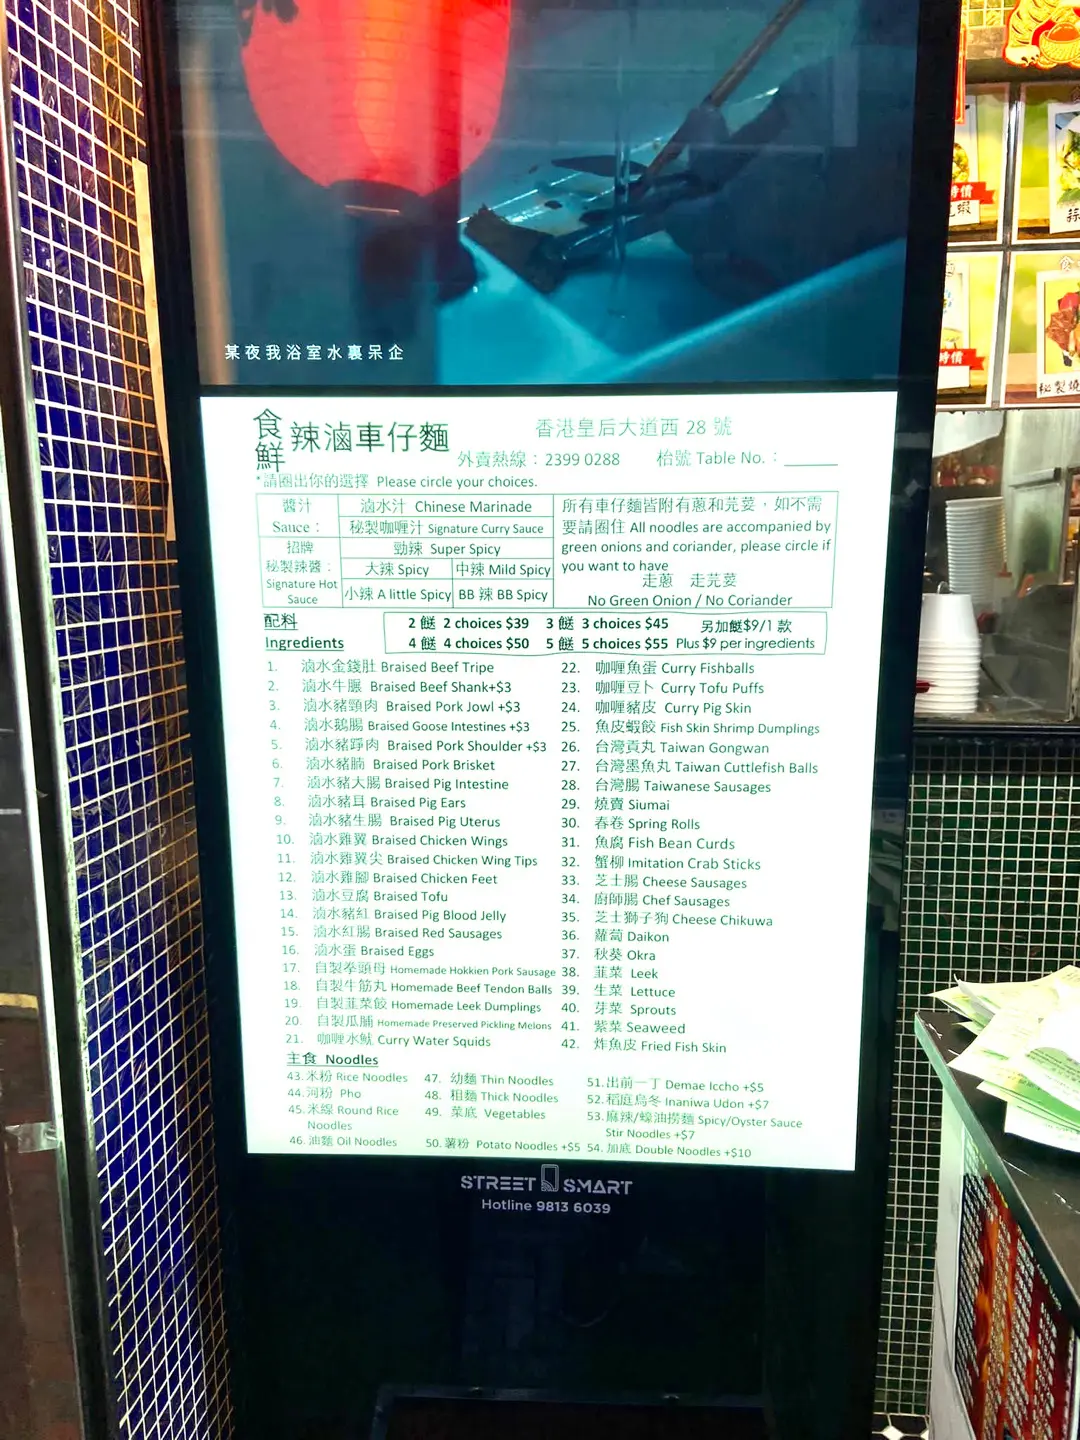 某夜我浴室水裏呆企
食鮮 辣滷車仔麵
香港皇后大道西 28 號
外賣熱線：2399 0288 枱號 Table No.：
*請圈出你的選擇 Please circle your choices.
醬汁
Sauce：
滷水汁 Chinese Marinade
秘製咖喱汁 Signature Curry Sauce
招牌
秘製辣醬：
Signature Hot
Sauce
勁辣 Super Spicy
大辣 Spicy 中辣 Mild Spicy
小辣 A little Spicy BB 辣 BB Spicy
所有車仔麵皆附有蔥和芫荽，如不需
要請圈住 All noodles are accompanied by
green onions and coriander, please circle if
you want to have
走蔥 走芫荽
No Green Onion / No Coriander
配料
Ingredients
2 餸 2 choices $39 3 餸 3 choices $45 另加餸$9/1 款
4 餸 4 choices $50 5 餸 5 choices $55 Plus $9 per ingredients
1. 滷水金錢肚 Braised Beef Tripe
2. 滷水牛𦟌 Braised Beef Shank+$3
3. 滷水豬頸肉 Braised Pork Jowl +$3
4. 滷水鵝腸 Braised Goose Intestines +$3
5. 滷水豬踭肉 Braised Pork Shoulder +$3
6. 滷水豬腩 Braised Pork Brisket
7. 滷水豬大腸 Braised Pig Intestine
8. 滷水豬耳 Braised Pig Ears
9. 滷水豬生腸 Braised Pig Uterus
10. 滷水雞翼 Braised Chicken Wings
11. 滷水雞翼尖 Braised Chicken Wing Tips
12. 滷水雞腳 Braised Chicken Feet
13. 滷水豆腐 Braised Tofu
14. 滷水豬紅 Braised Pig Blood Jelly
15. 滷水紅腸 Braised Red Sausages
16. 滷水蛋 Braised Eggs
17. 自製拳頭母 Homemade Hokkien Pork Sausage
18. 自製牛筋丸 Homemade Beef Tendon Balls
19. 自製韮菜餃 Homemade Leek Dumplings
20. 自製瓜脯 Homemade Preserved Pickling Melons
21. 咖喱水魷 Curry Water Squids
22. 咖喱魚蛋 Curry Fishballs
23. 咖喱豆卜 Curry Tofu Puffs
24. 咖喱豬皮 Curry Pig Skin
25. 魚皮蝦餃 Fish Skin Shrimp Dumplings
26. 台灣貢丸 Taiwan Gongwan
27. 台灣墨魚丸 Taiwan Cuttlefish Balls
28. 台灣腸 Taiwanese Sausages
29. 燒賣 Siumai
30. 春卷 Spring Rolls
31. 魚腐 Fish Bean Curds
32. 蟹柳 Imitation Crab Sticks
33. 芝士腸 Cheese Sausages
34. 廚師腸 Chef Sausages
35. 芝士獅子狗 Cheese Chikuwa
36. 蘿蔔 Daikon
37. 秋葵 Okra
38. 韮菜 Leek
39. 生菜 Lettuce
40. 芽菜 Sprouts
41. 紫菜 Seaweed
42. 炸魚皮 Fried Fish Skin
主食 Noodles
43. 米粉 Rice Noodles
44. 河粉 Pho
45. 米線 Round Rice
Noodles
46. 油麵 Oil Noodles
47. 幼麵 Thin Noodles
48. 粗麵 Thick Noodles
49. 菜底 Vegetables
50. 薯粉 Potato Noodles +$5
51. 出前一丁 Demae Iccho +$5
52. 稻庭烏冬 Inaniwa Udon +$7
53. 麻辣/蠔油撈麵 Spicy/Oyster Sauce
Stir Noodles +$7
54. 加底 Double Noodles +$10
STREET SMART
Hotline 9813 6039
特價
特價
秘製燒